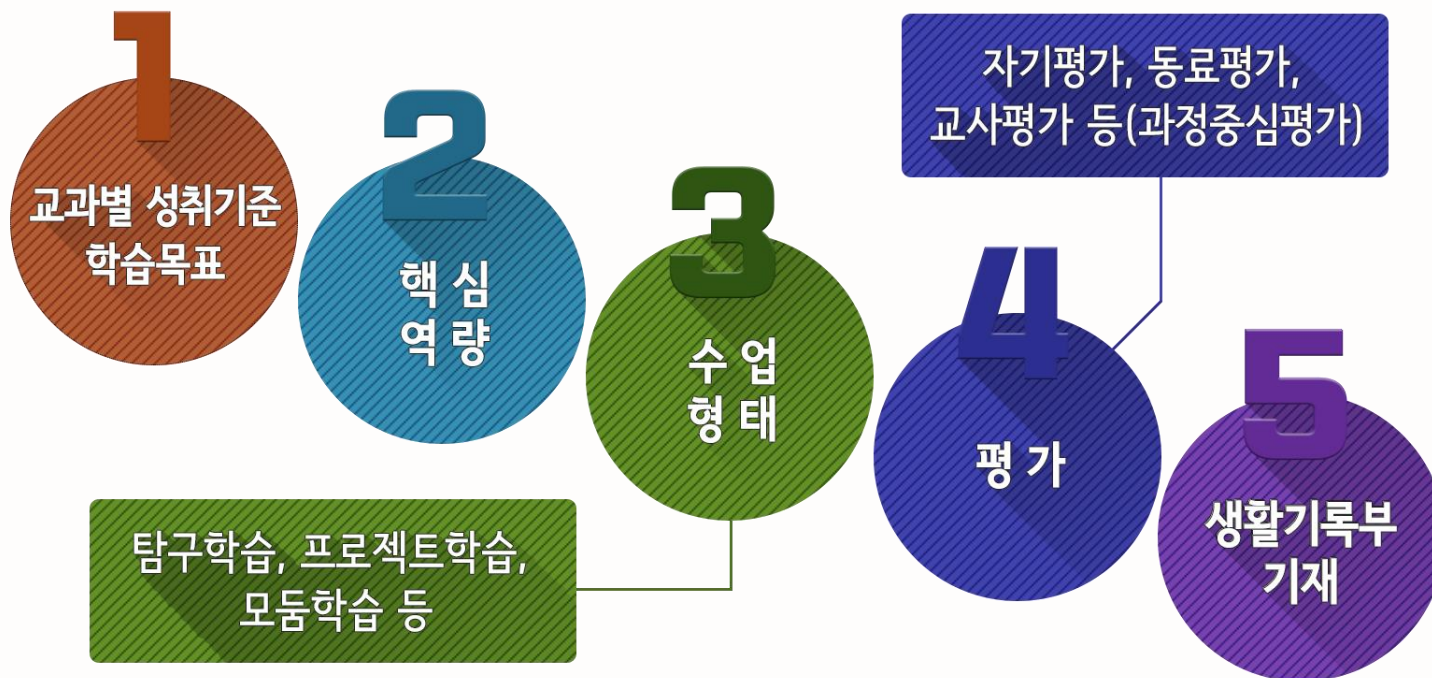 1
교과별 성취기준
학습목표
2
핵심
역량
3
수업
형태
탐구학습, 프로젝트학습,
모둠학습 등
4
평가
자기평가, 동료평가,
교사평가 등(과정중심평가)
5
생활기록부
기재